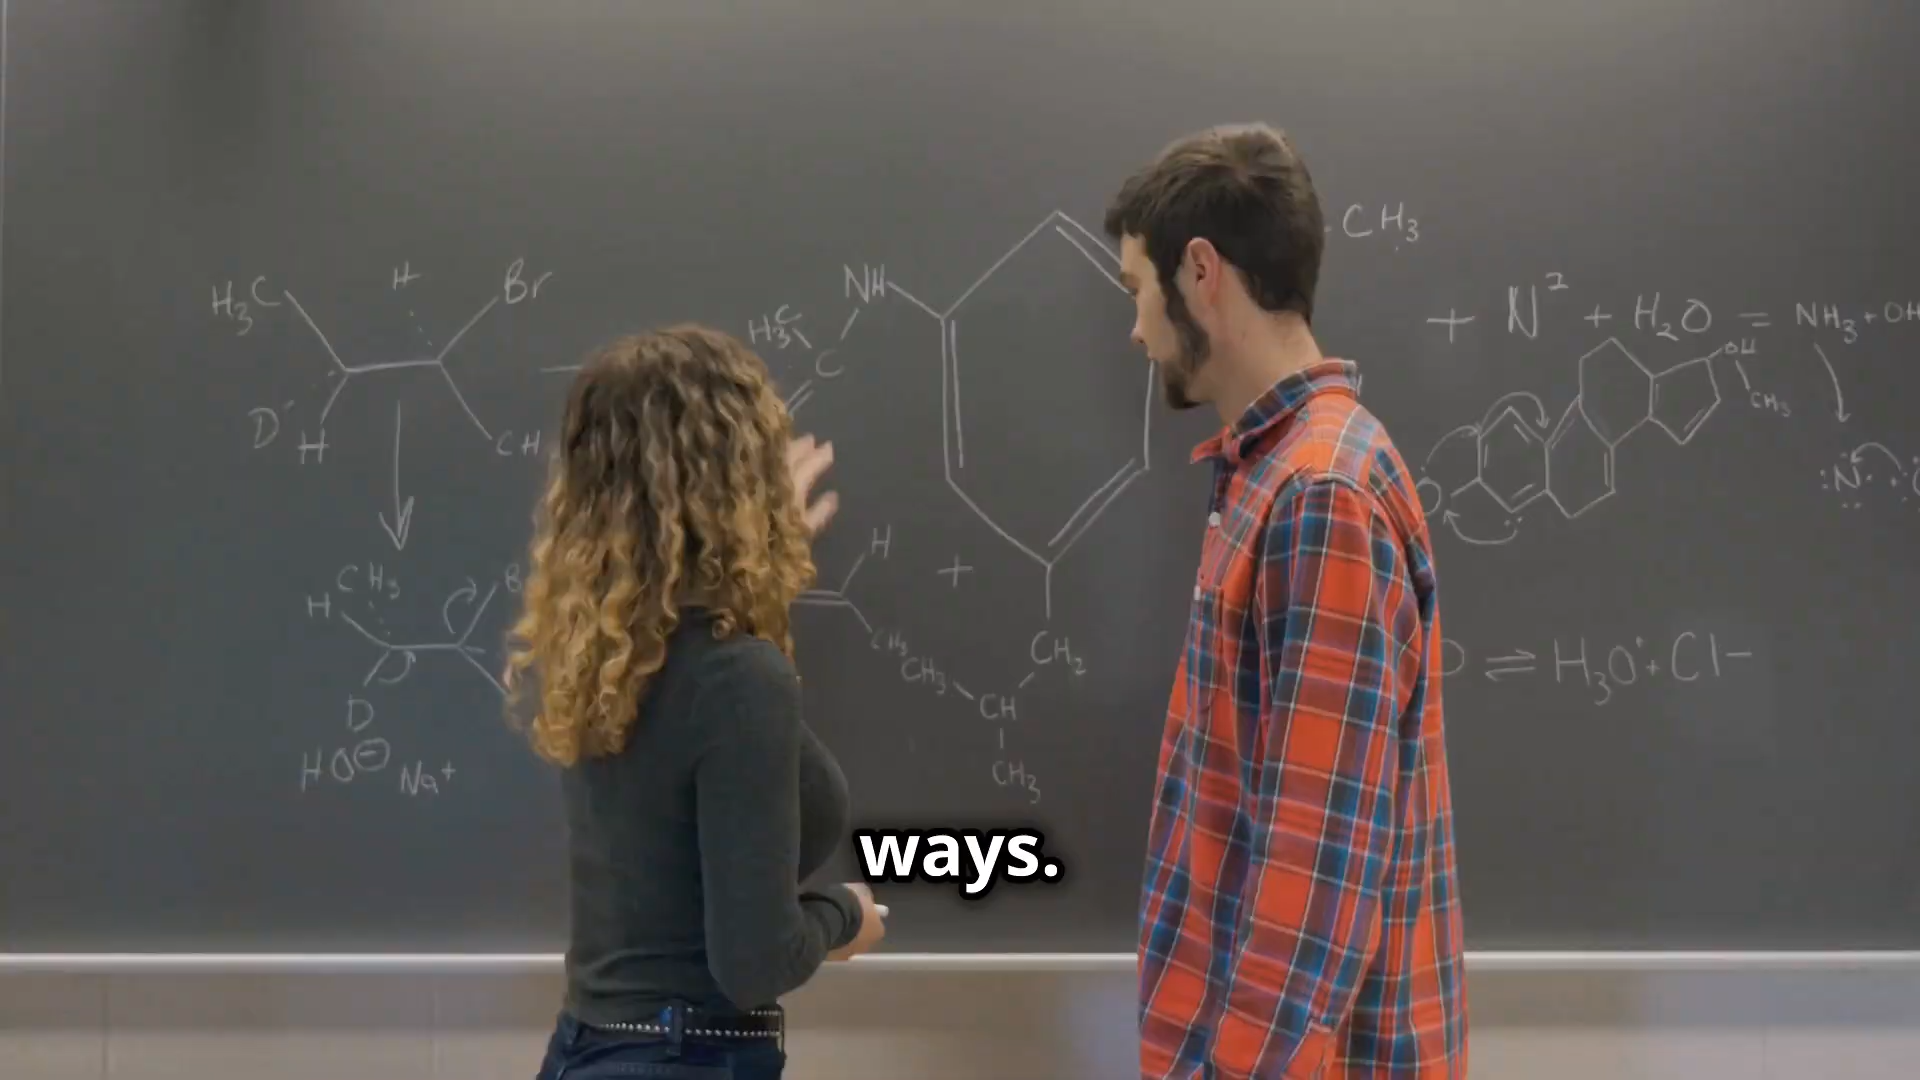 H₃C H Br
D H CH
NH
H₃C C
CH₃
+ N² + H₂O = NH₃ + OH
OH
CH₃
:N·
H CH₃ B
D
HO⊖ Na⁺
H
CH₃
+
CH₂
CH₃ CH
CH₃
O ⇌ H₃O⁺ + Cl−
ways.